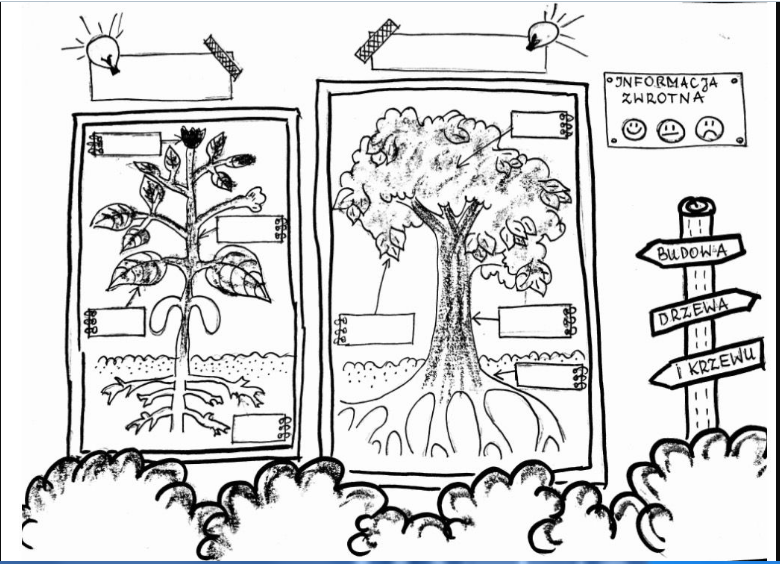 INFORMACJA
ZWROTNA
BUDOWA
DRZEWA
I KRZEWU